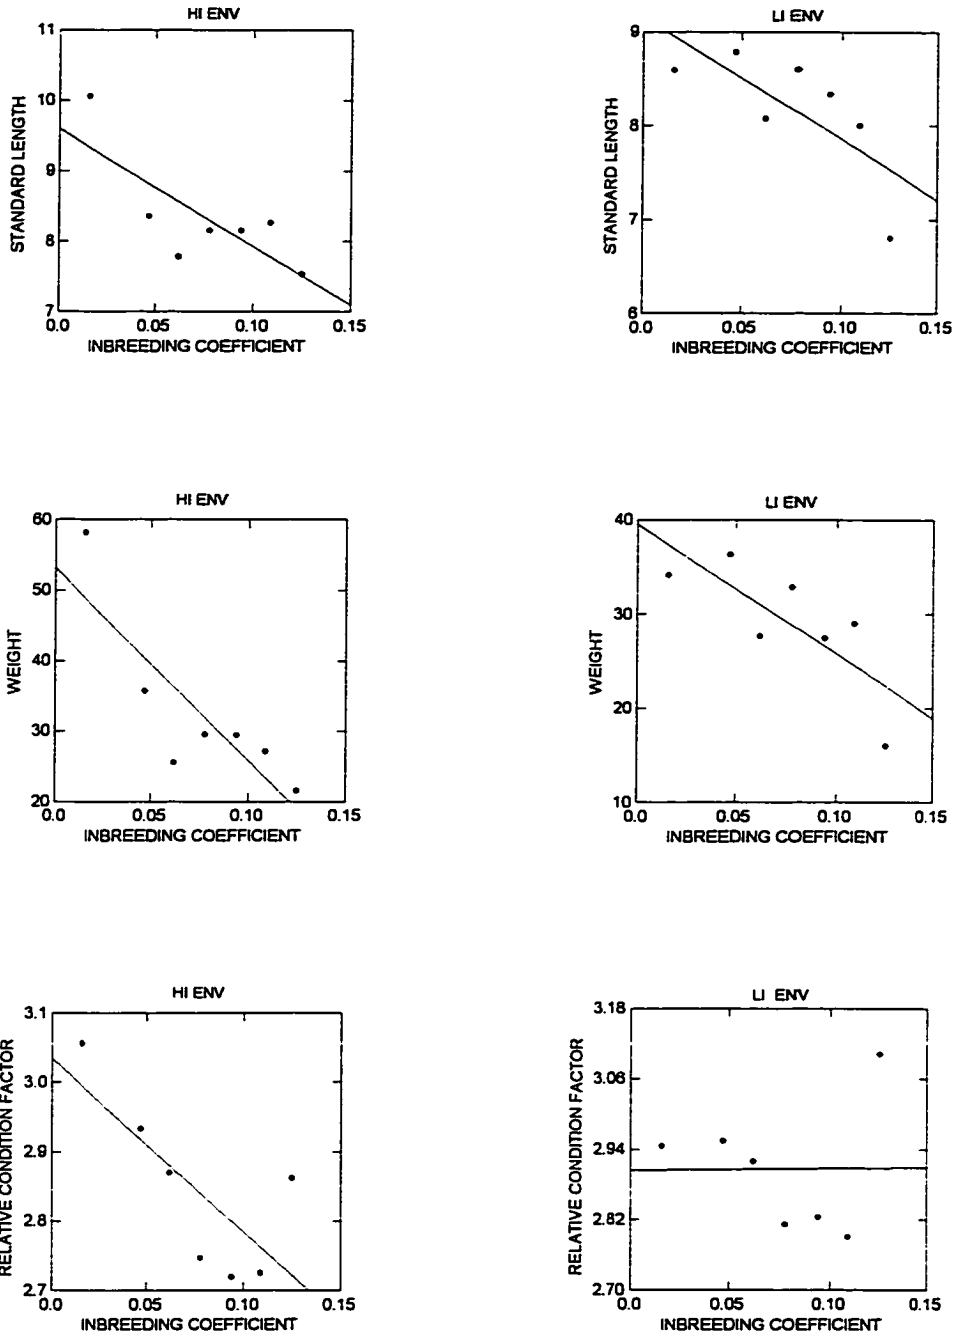 HI ENV
11
10
9
8
7
STANDARD LENGTH
0.0 0.05 0.10 0.15
INBREEDING COEFFICIENT
LI ENV
9
8
7
6
STANDARD LENGTH
0.0 0.05 0.10 0.15
INBREEDING COEFFICIENT
HI ENV
60
50
40
30
20
WEIGHT
0.0 0.05 0.10 0.15
INBREEDING COEFFICIENT
LI ENV
40
30
20
10
WEIGHT
0.0 0.05 0.10 0.15
INBREEDING COEFFICIENT
HI ENV
3.1
3.0
2.9
2.8
2.7
RELATIVE CONDITION FACTOR
0.0 0.05 0.10 0.15
INBREEDING COEFFICIENT
LI ENV
3.18
3.06
2.94
2.82
2.70
RELATIVE CONDITION FACTOR
0.0 0.05 0.10 0.15
INBREEDING COEFFICIENT